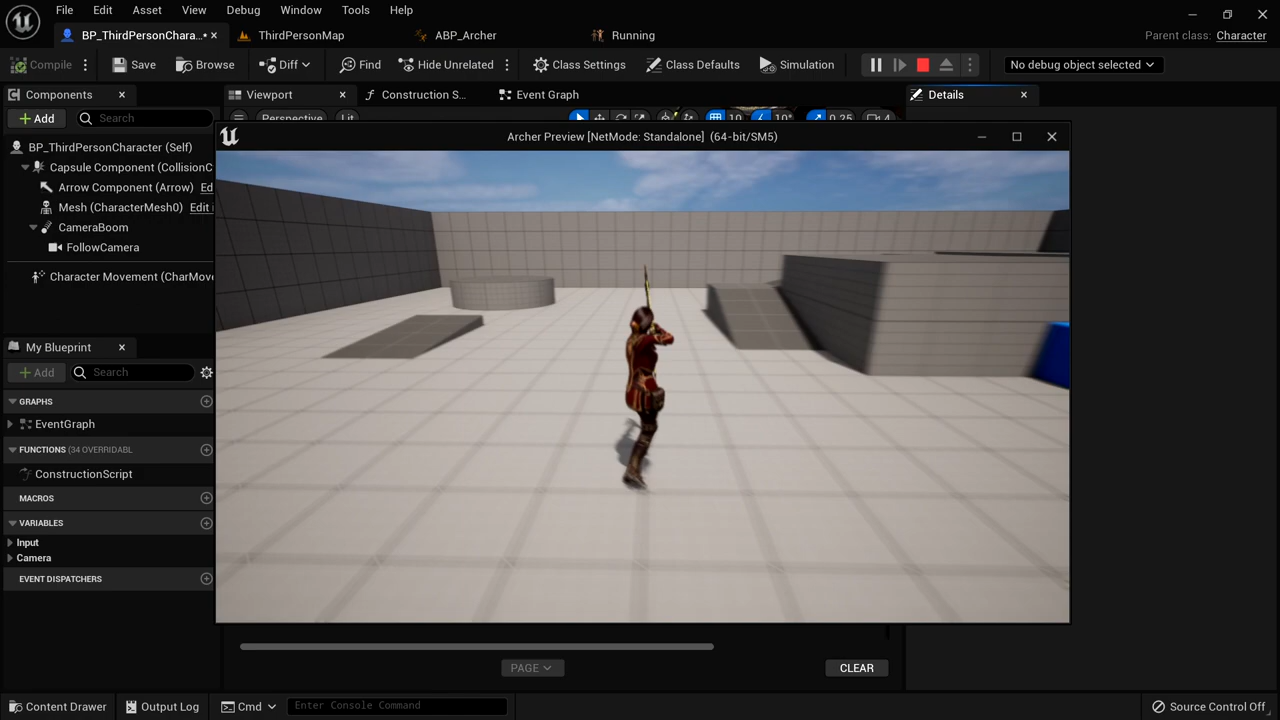 File Edit Asset View Debug Window Tools Help
BP_ThirdPersonChara...• ThirdPersonMap ABP_Archer Running Parent class: Character
Compile Save Browse Diff Find Hide Unrelated Class Settings Class Defaults Simulation No debug object selected
Components Viewport Construction S... Event Graph Details
+ Add Search Perspective Lit 10 10° 0.25 4
BP_ThirdPersonCharacter (Self)
Archer Preview [NetMode: Standalone] (64-bit/SM5)
Capsule Component (CollisionC
Arrow Component (Arrow) Ed
Mesh (CharacterMesh0) Edit i
CameraBoom
FollowCamera
Character Movement (CharMove
My Blueprint
+ Add Search
GRAPHS
EventGraph
FUNCTIONS (34 OVERRIDABL
ConstructionScript
MACROS
VARIABLES
Input
Camera
EVENT DISPATCHERS
PAGE CLEAR
Content Drawer Output Log Cmd Enter Console Command Source Control Off